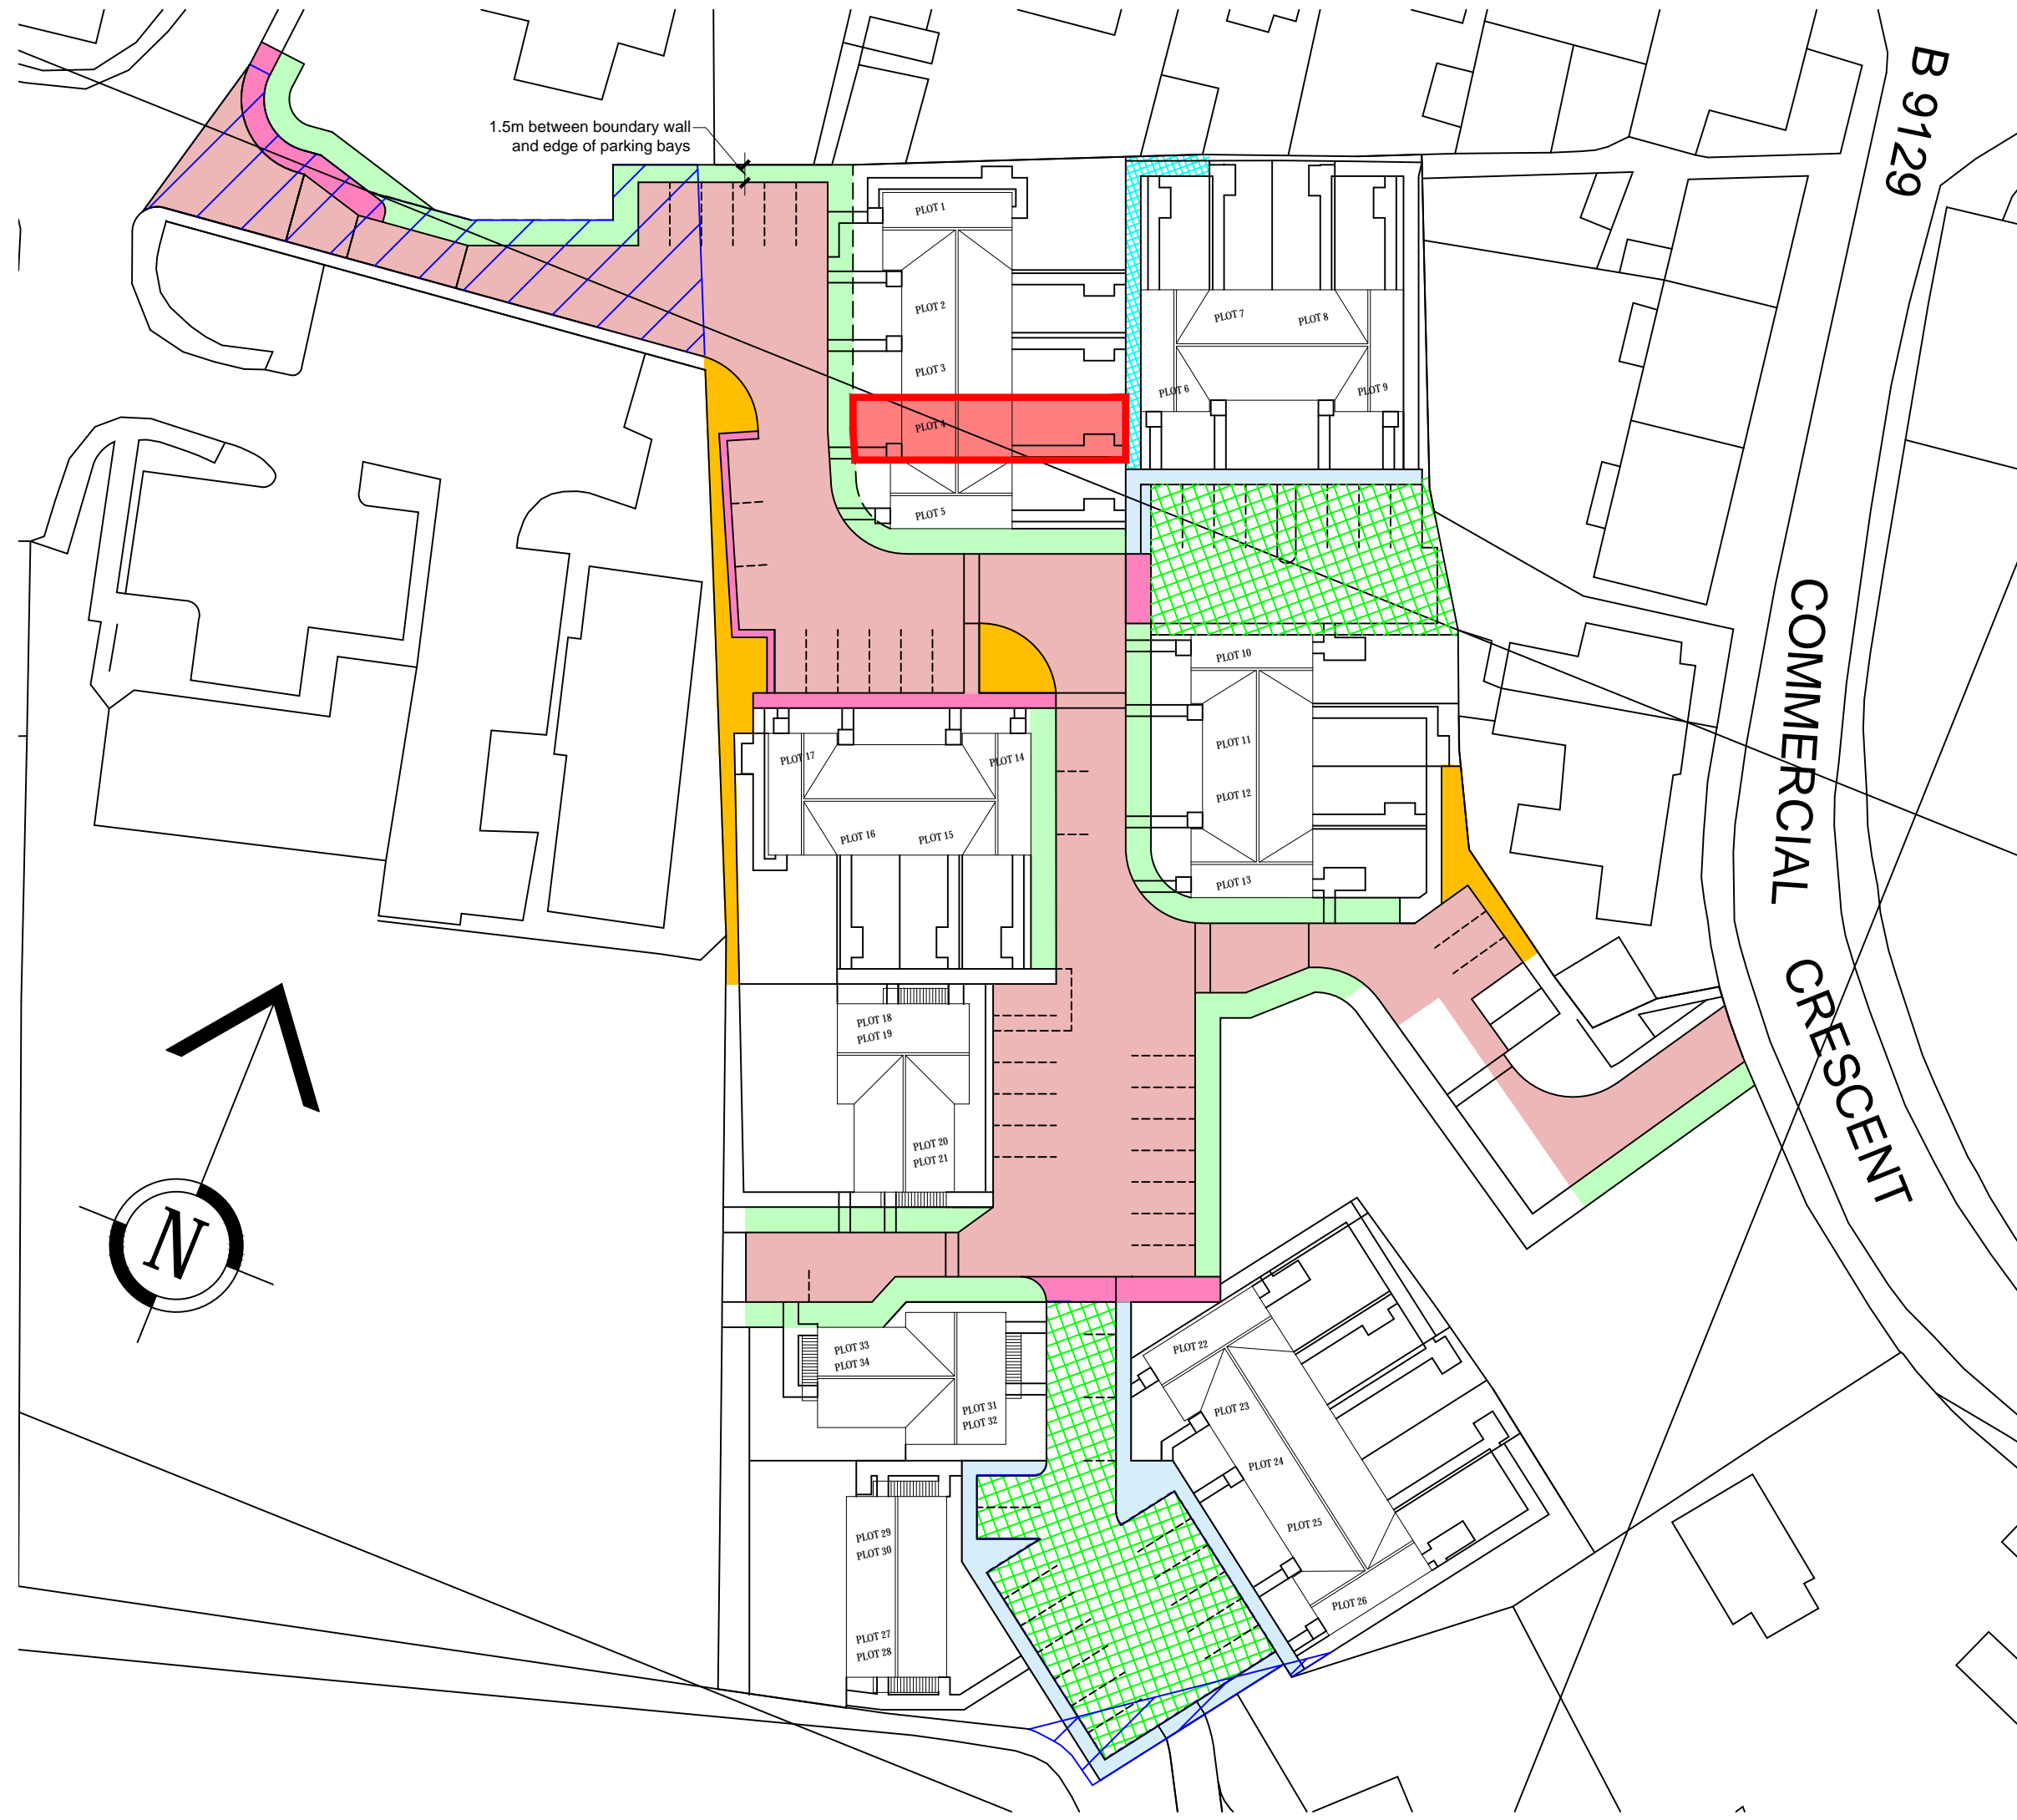 B 9129
1.5m between boundary wall
and edge of parking bays
PLOT 1
PLOT 2
PLOT 7
PLOT 8
PLOT 3
PLOT 6
PLOT 9
PLOT 4
PLOT 5
COMMERCIAL
CRESCENT
PLOT 10
PLOT 11
PLOT 12
PLOT 13
PLOT 17
PLOT 14
PLOT 16
PLOT 15
PLOT 18
PLOT 19
PLOT 20
PLOT 21
N
PLOT 33
PLOT 34
PLOT 31
PLOT 32
PLOT 22
PLOT 23
PLOT 24
PLOT 25
PLOT 26
PLOT 29
PLOT 30
PLOT 27
PLOT 28